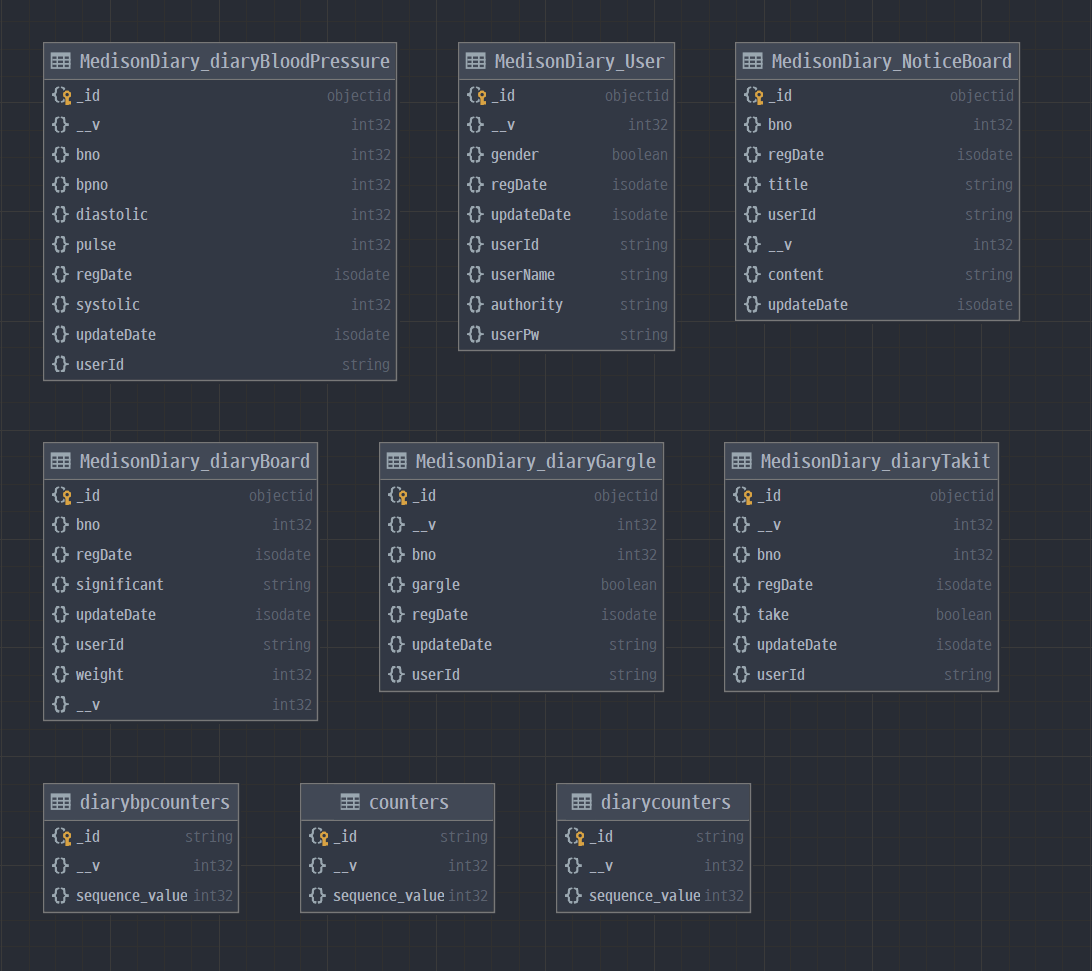 MedisonDiary_diaryBloodPressure
_id objectid
__v int32
bno int32
bpno int32
diastolic int32
pulse int32
regDate isodate
systolic int32
updateDate isodate
userId string
MedisonDiary_User
_id objectid
__v int32
gender boolean
regDate isodate
updateDate isodate
userId string
userName string
authority string
userPw string
MedisonDiary_NoticeBoard
_id objectid
bno int32
regDate isodate
title string
userId string
__v int32
content string
updateDate isodate
MedisonDiary_diaryBoard
_id objectid
bno int32
regDate isodate
significant string
updateDate isodate
userId string
weight int32
__v int32
MedisonDiary_diaryGargle
_id objectid
__v int32
bno int32
gargle boolean
regDate isodate
updateDate string
userId string
MedisonDiary_diaryTakit
_id objectid
__v int32
bno int32
regDate isodate
take boolean
updateDate isodate
userId string
diarybpcounters
_id string
__v int32
sequence_value int32
counters
_id string
__v int32
sequence_value int32
diarycounters
_id string
__v int32
sequence_value int32